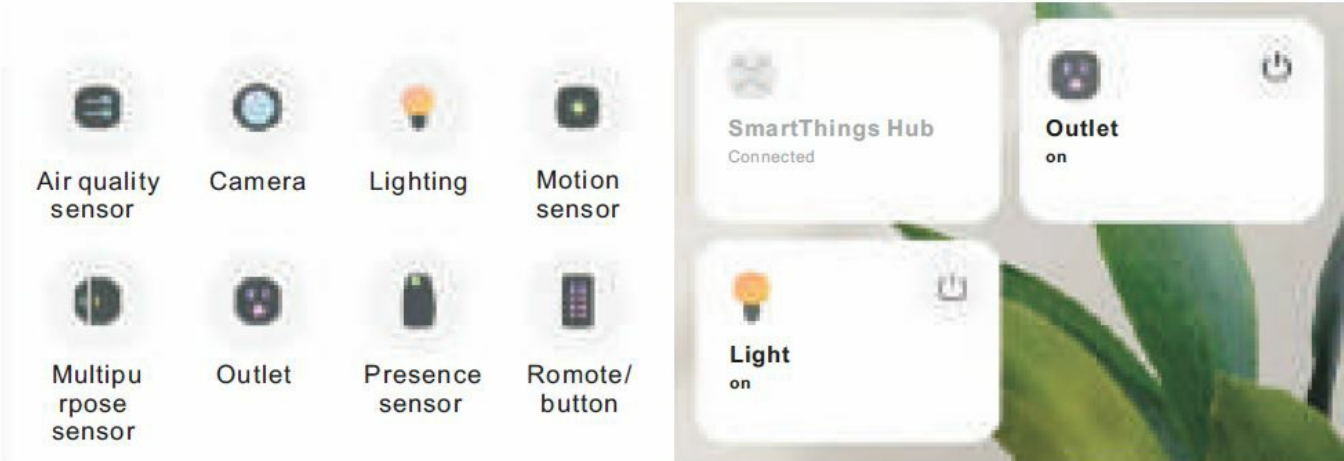 Air quality
sensor
Camera
Lighting
Motion
sensor
Multipu
rpose
sensor
Outlet
Presence
sensor
Romote/
button
SmartThings Hub
Connected
Outlet
on
Light
on